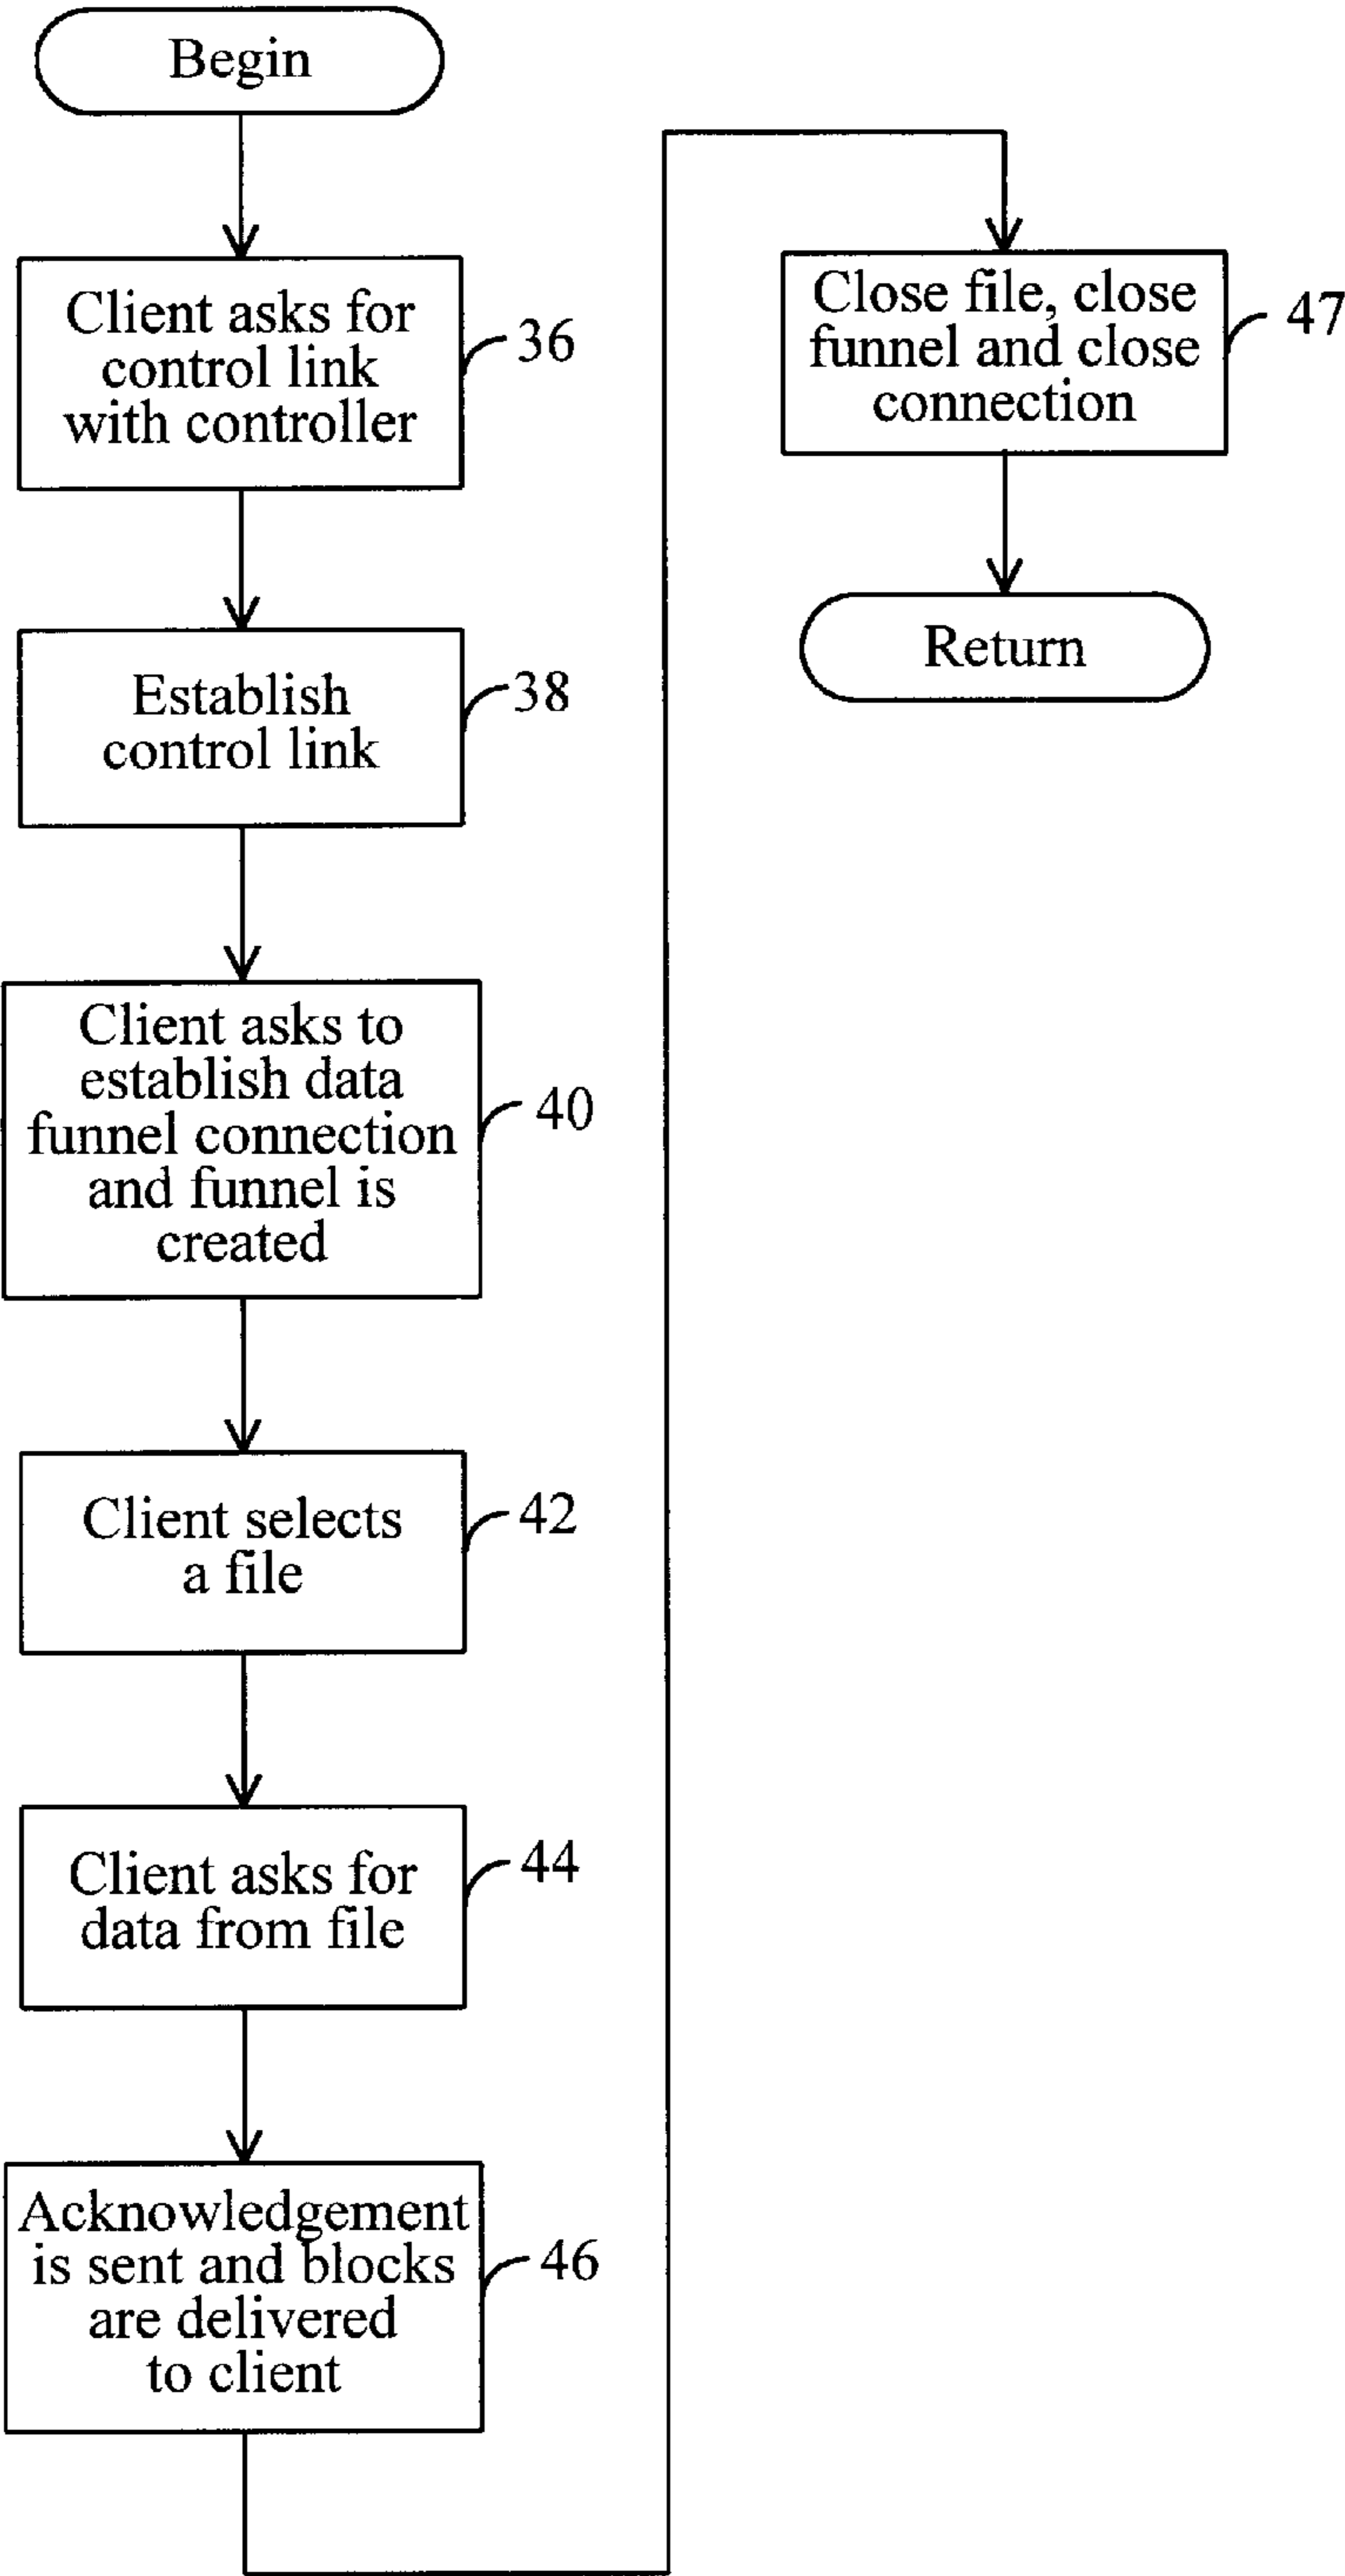 Begin
Client asks for
control link
with controller
36
Establish
control link
38
Client asks to
establish data
funnel connection
and funnel is
created
40
Client selects
a file
42
Client asks for
data from file
44
Acknowledgement
is sent and blocks
are delivered
to client
46
Close file, close
funnel and close
connection
47
Return